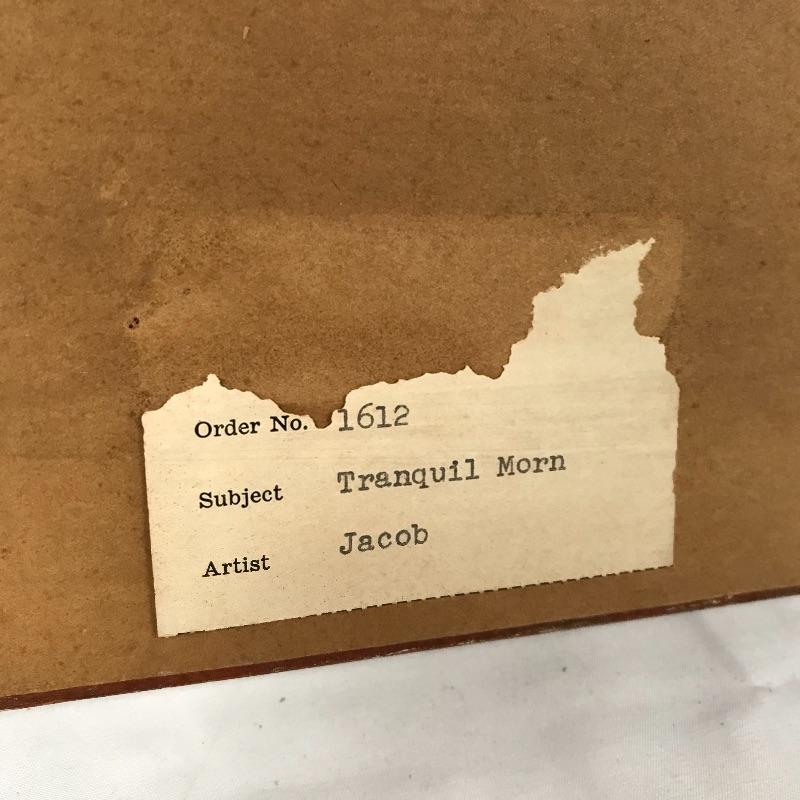 Order No. 1612
Subject Tranquil Morn
Artist Jacob